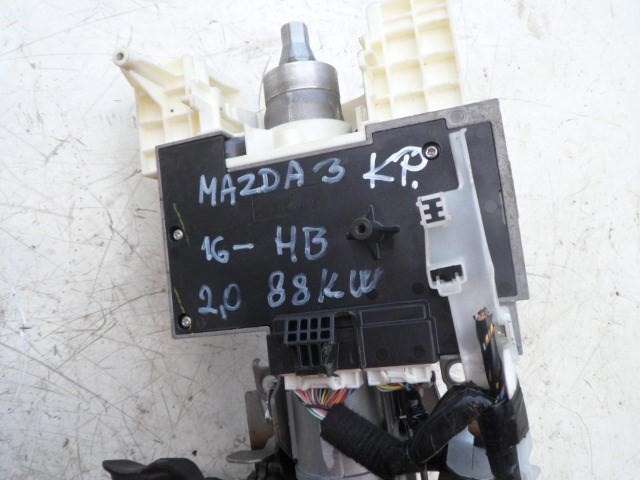 MAZDA 3 KP.
16- HB
2,0 88KW